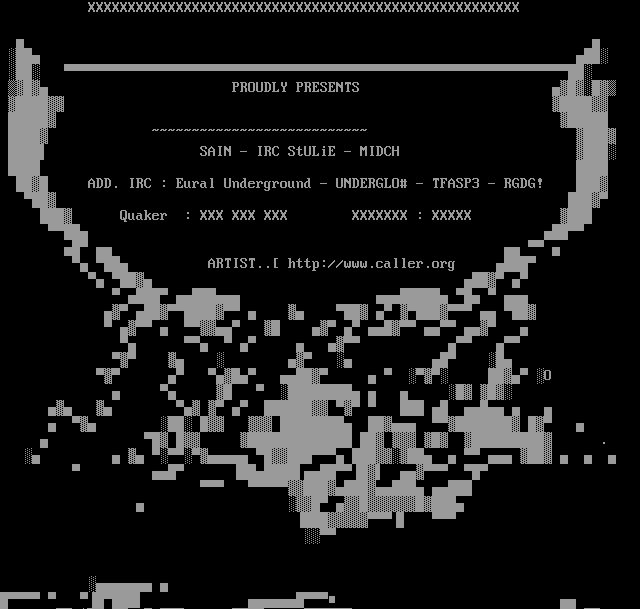 XXXXXXXXXXXXXXXXXXXXXXXXXXXXXXXXXXXXXXXXXXXXXXXXXXXXXX
PROUDLY PRESENTS
~~~~~~~~~~~~~~~~~~~~~~~~~~~
SAIN - IRC StULiE - MIDCH
ADD. IRC : Eural Underground - UNDERGLO# - TFASP3 - RGDG!
Quaker : XXX XXX XXX XXXXXXX : XXXXX
ARTIST..[ http://www.caller.org
O